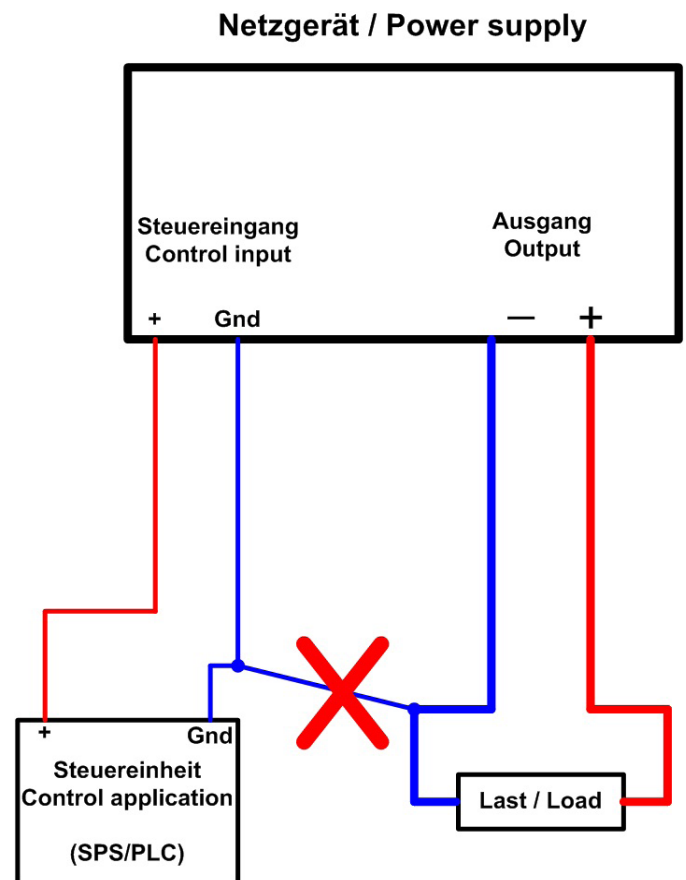 Netzgerät / Power supply
Steuereingang
Control input
Ausgang
Output
+
Gnd
—
+
+
Gnd
Steuereinheit
Control application
(SPS/PLC)
Last / Load